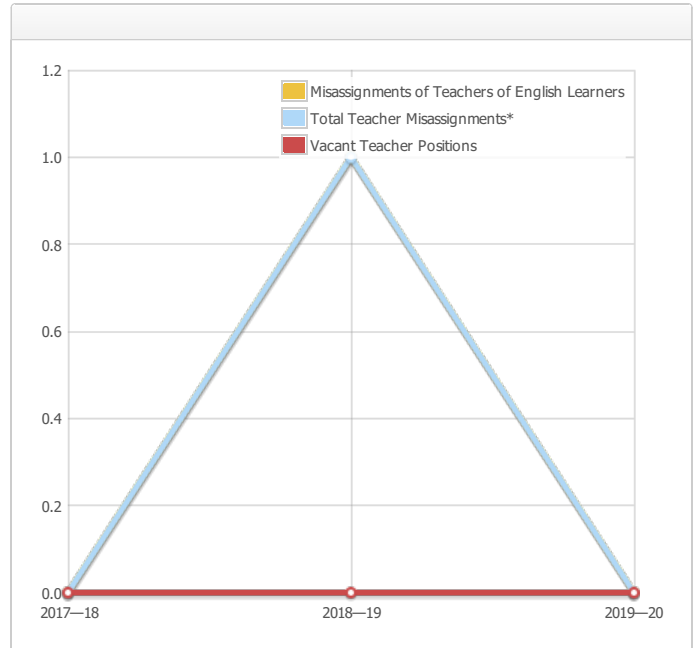 1.2
Misassignments of Teachers of English Learners
Total Teacher Misassignments*
Vacant Teacher Positions
1.0
0.8
0.6
0.4
0.2
0.0
2017—18 2018—19 2019—20